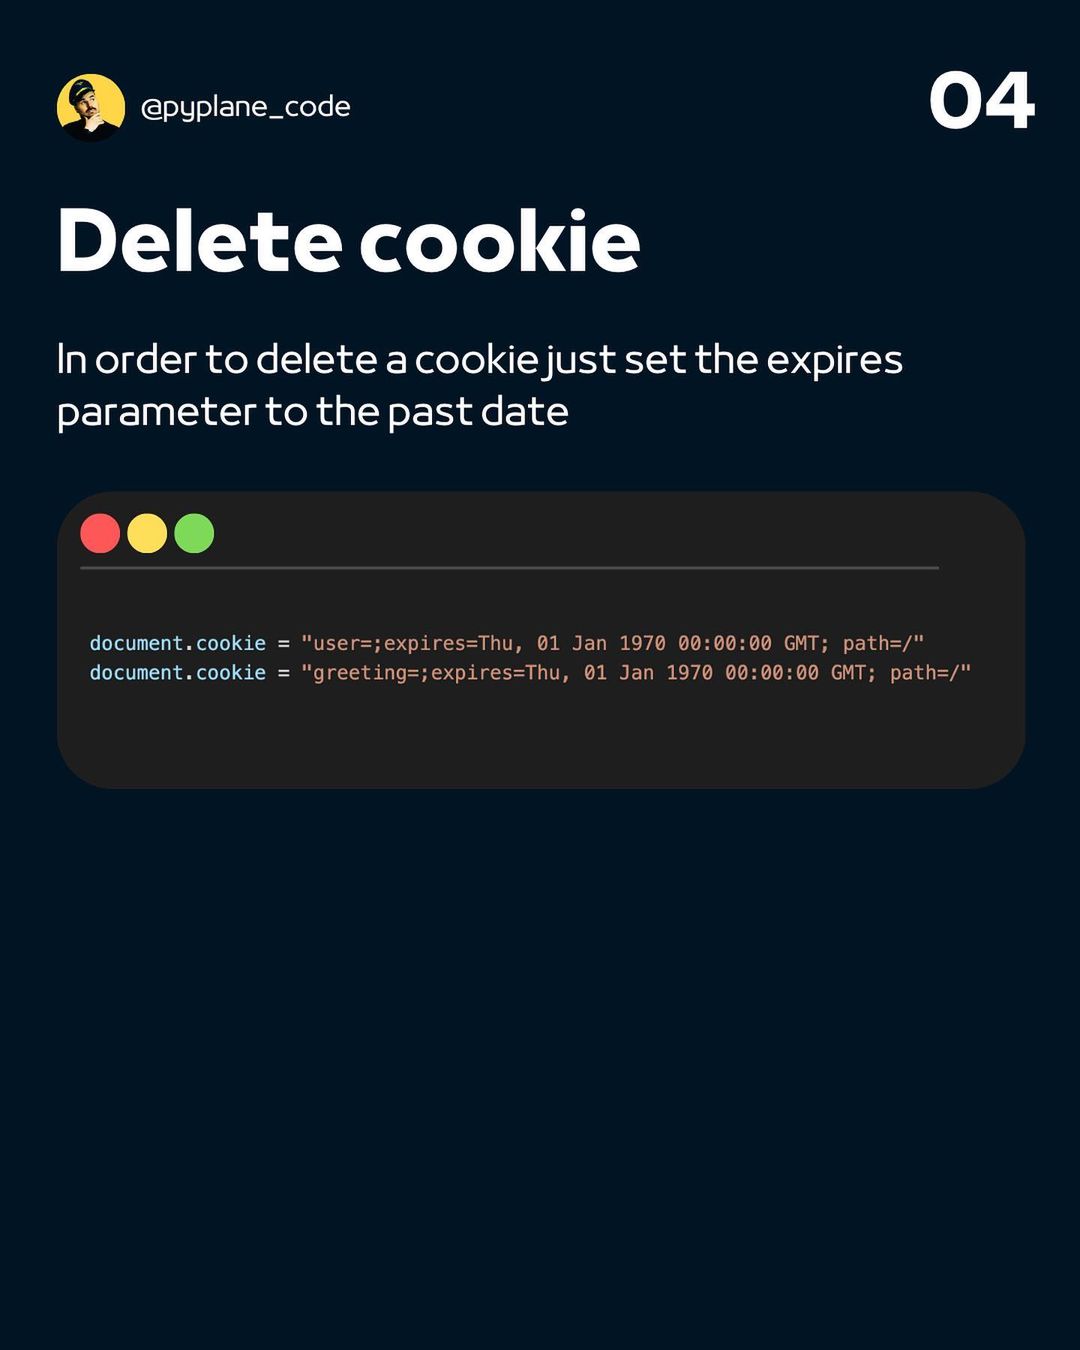 @pyplane_code
04
Delete cookie
In order to delete a cookie just set the expires
parameter to the past date
document.cookie = "user=;expires=Thu, 01 Jan 1970 00:00:00 GMT; path=/"
document.cookie = "greeting=;expires=Thu, 01 Jan 1970 00:00:00 GMT; path=/"